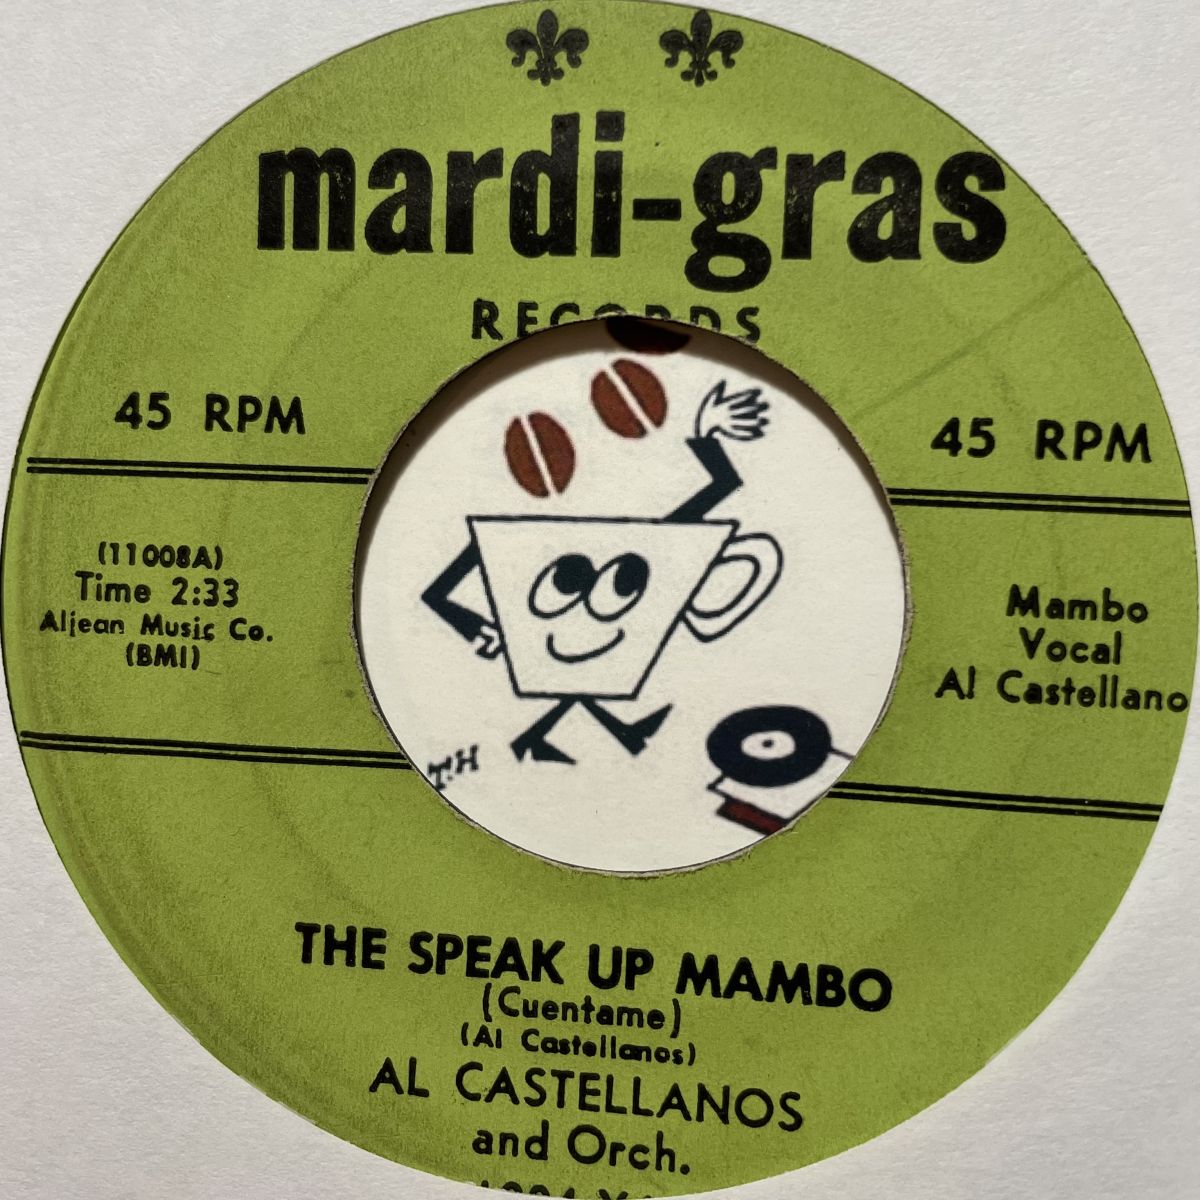 mardi-gras
RECORDS
45 RPM
45 RPM
(11008A)
Time 2:33
Aljean Music Co.
(BMI)
Mambo
Vocal
Al Castellano
T.H
THE SPEAK UP MAMBO
(Cuentame)
(Al Castellanos)
AL CASTELLANOS
and Orch.